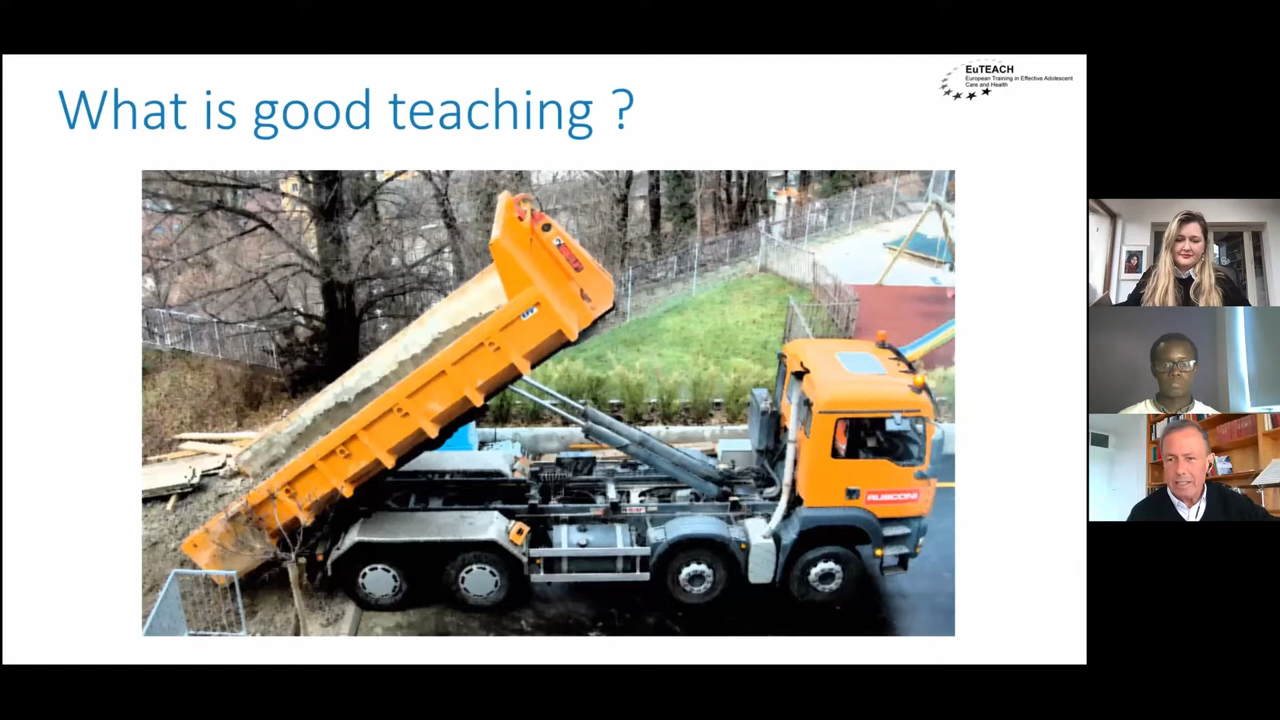 What is good teaching ?
EuTEACH
European Training in Effective Adolescent
Care and Health
RUSCONI